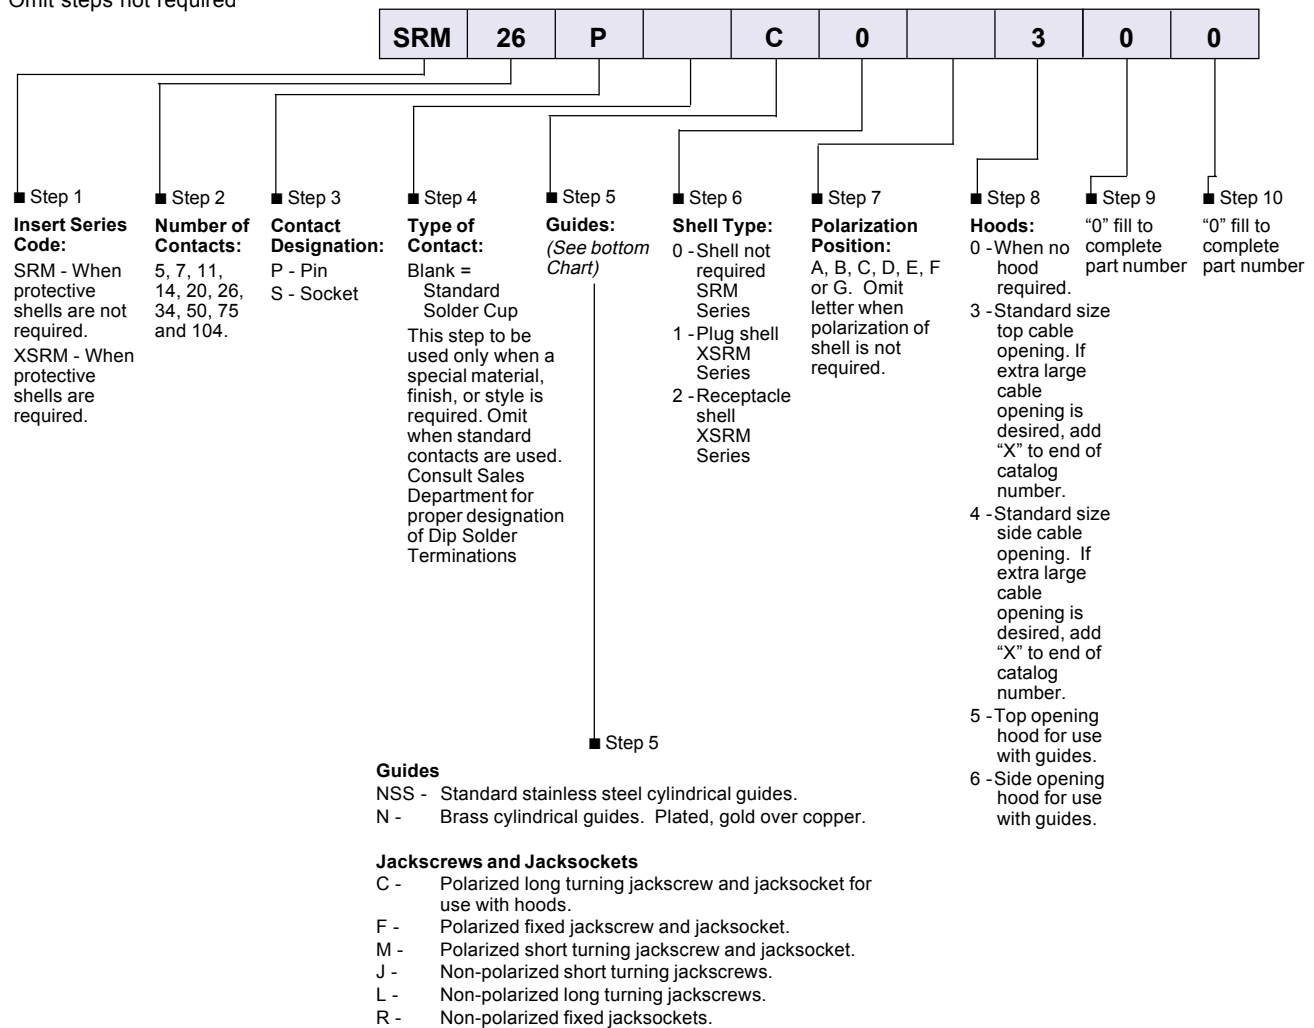 Omit steps not required
SRM 26 P C 0 3 0 0
■ Step 1
Insert Series
Code:
SRM - When
protective
shells are not
required.
XSRM - When
protective
shells are
required.
■ Step 2
Number of
Contacts:
5, 7, 11,
14, 20, 26,
34, 50, 75
and 104.
■ Step 3
Contact
Designation:
P - Pin
S - Socket
■ Step 4
Type of
Contact:
Blank =
Standard
Solder Cup
This step to be
used only when a
special material,
finish, or style is
required. Omit
when standard
contacts are used.
Consult Sales
Department for
proper designation
of Dip Solder
Terminations
■ Step 5
Guides:
(See bottom
Chart)
■ Step 6
Shell Type:
0 - Shell not
required
SRM
Series
1 - Plug shell
XSRM
Series
2 - Receptacle
shell
XSRM
Series
■ Step 7
Polarization
Position:
A, B, C, D, E, F
or G. Omit
letter when
polarization of
shell is not
required.
■ Step 8
Hoods:
0 - When no
hood
required.
3 - Standard size
top cable
opening. If
extra large
cable
opening is
desired, add
“X” to end of
catalog
number.
4 - Standard size
side cable
opening. If
extra large
cable
opening is
desired, add
“X” to end of
catalog
number.
5 - Top opening
hood for use
with guides.
6 - Side opening
hood for use
with guides.
■ Step 9
“0” fill to
complete
part number
■ Step 10
“0” fill to
complete
part number
■ Step 5
Guides
NSS - Standard stainless steel cylindrical guides.
N - Brass cylindrical guides. Plated, gold over copper.
Jackscrews and Jacksockets
C - Polarized long turning jackscrew and jacksocket for
use with hoods.
F - Polarized fixed jackscrew and jacksocket.
M - Polarized short turning jackscrew and jacksocket.
J - Non-polarized short turning jackscrews.
L - Non-polarized long turning jackscrews.
R - Non-polarized fixed jacksockets.